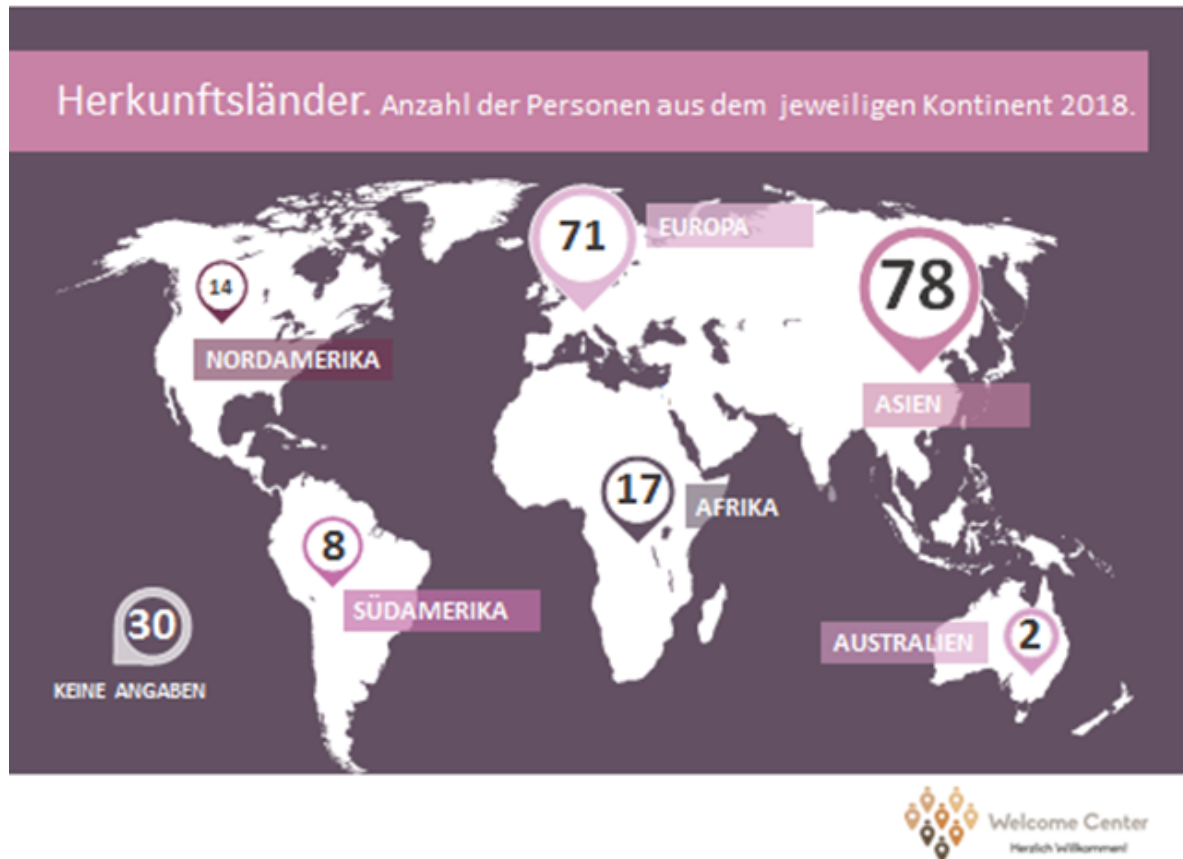 Herkunftsländer. Anzahl der Personen aus dem jeweiligen Kontinent 2018.
71
EUROPA
78
ASIEN
14
NORDAMERIKA
17
AFRIKA
8
SÜDAMERIKA
30
KEINE ANGABEN
AUSTRALIEN
2
Welcome Center
Herzlich Willkommen!